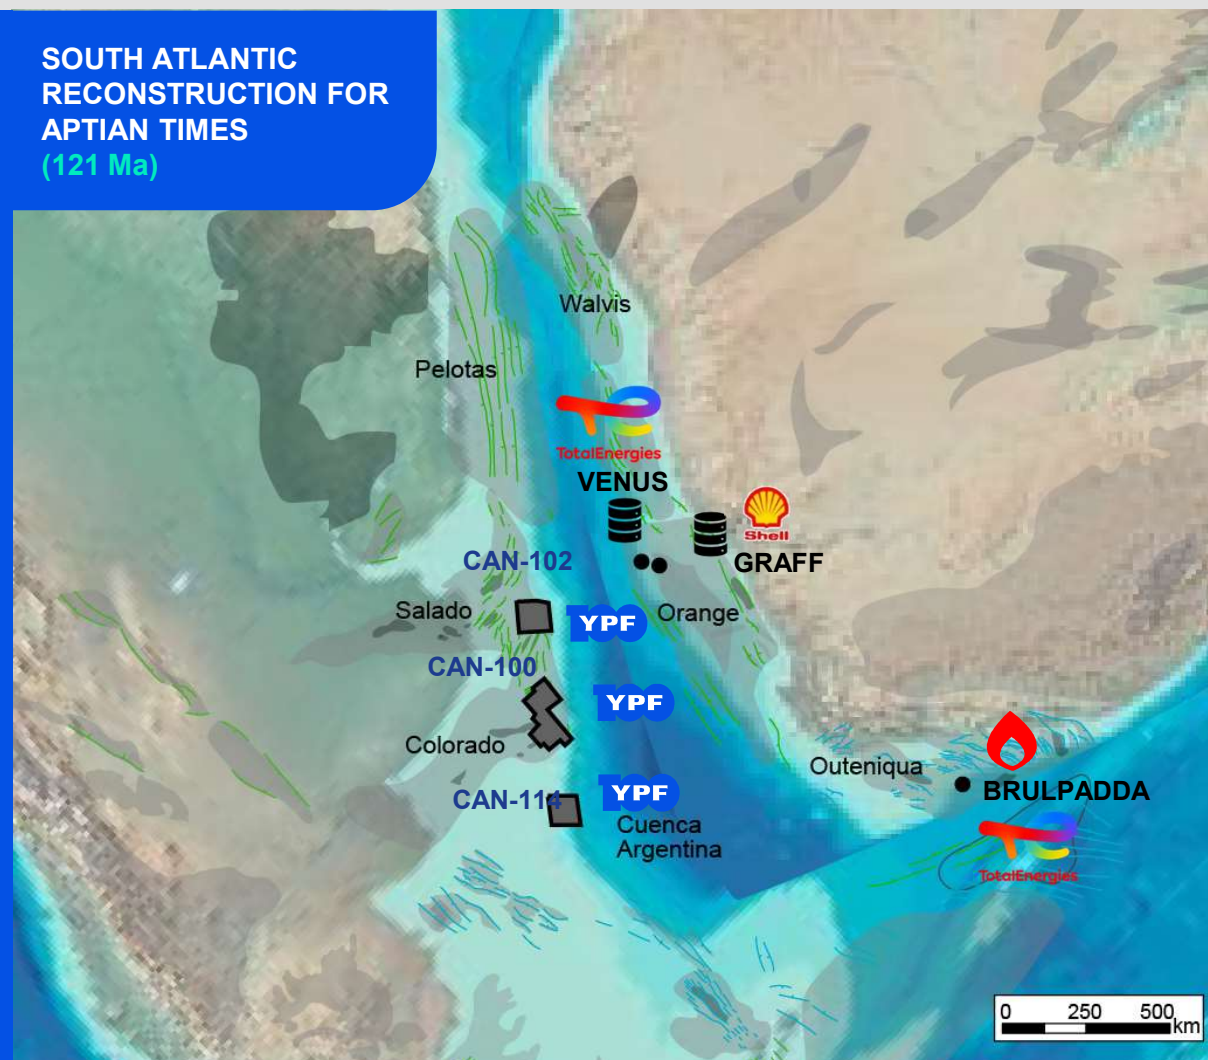 SOUTH ATLANTIC
RECONSTRUCTION FOR
APTIAN TIMES
(121 Ma)
Walvis
Pelotas
TotalEnergies
VENUS
Shell
GRAFF
CAN-102
Salado
YPF
Orange
CAN-100
YPF
Colorado
Outeniqua
BRULPADDA
CAN-114
YPF
Cuenca
Argentina
TotalEnergies
0 250 500
km